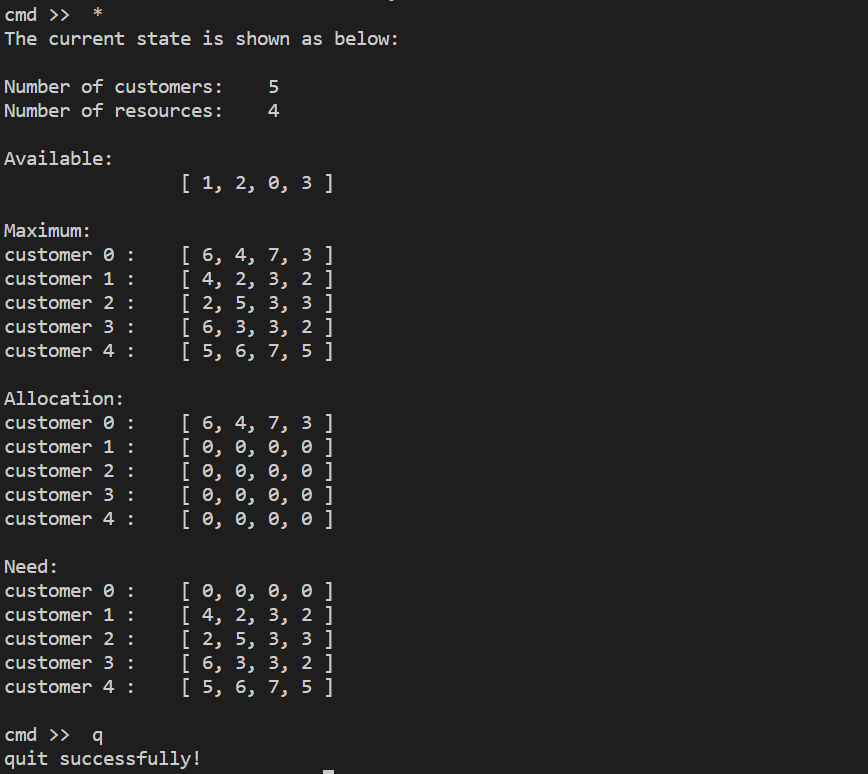 cmd >>  *
The current state is shown as below:
Number of customers:    5
Number of resources:    4
Available:
[ 1, 2, 0, 3 ]
Maximum:
customer 0 :    [ 6, 4, 7, 3 ]
customer 1 :    [ 4, 2, 3, 2 ]
customer 2 :    [ 2, 5, 3, 3 ]
customer 3 :    [ 6, 3, 3, 2 ]
customer 4 :    [ 5, 6, 7, 5 ]
Allocation:
customer 0 :    [ 6, 4, 7, 3 ]
customer 1 :    [ 0, 0, 0, 0 ]
customer 2 :    [ 0, 0, 0, 0 ]
customer 3 :    [ 0, 0, 0, 0 ]
customer 4 :    [ 0, 0, 0, 0 ]
Need:
customer 0 :    [ 0, 0, 0, 0 ]
customer 1 :    [ 4, 2, 3, 2 ]
customer 2 :    [ 2, 5, 3, 3 ]
customer 3 :    [ 6, 3, 3, 2 ]
customer 4 :    [ 5, 6, 7, 5 ]
cmd >>  q
quit successfully!